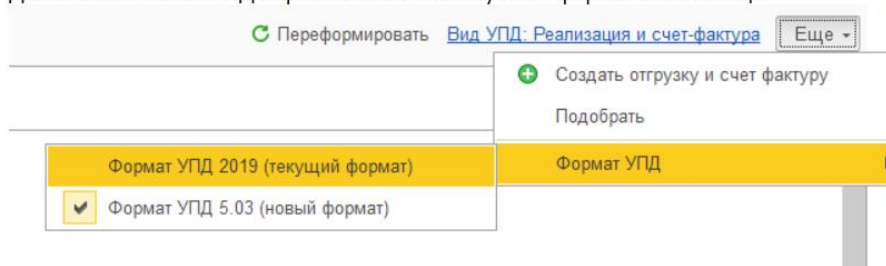 Переформировать Вид УПД: Реализация и счет-фактура Еще
Создать отгрузку и счет фактуру
Подобрать
Формат УПД
Формат УПД 2019 (текущий формат)
Формат УПД 5.03 (новый формат)